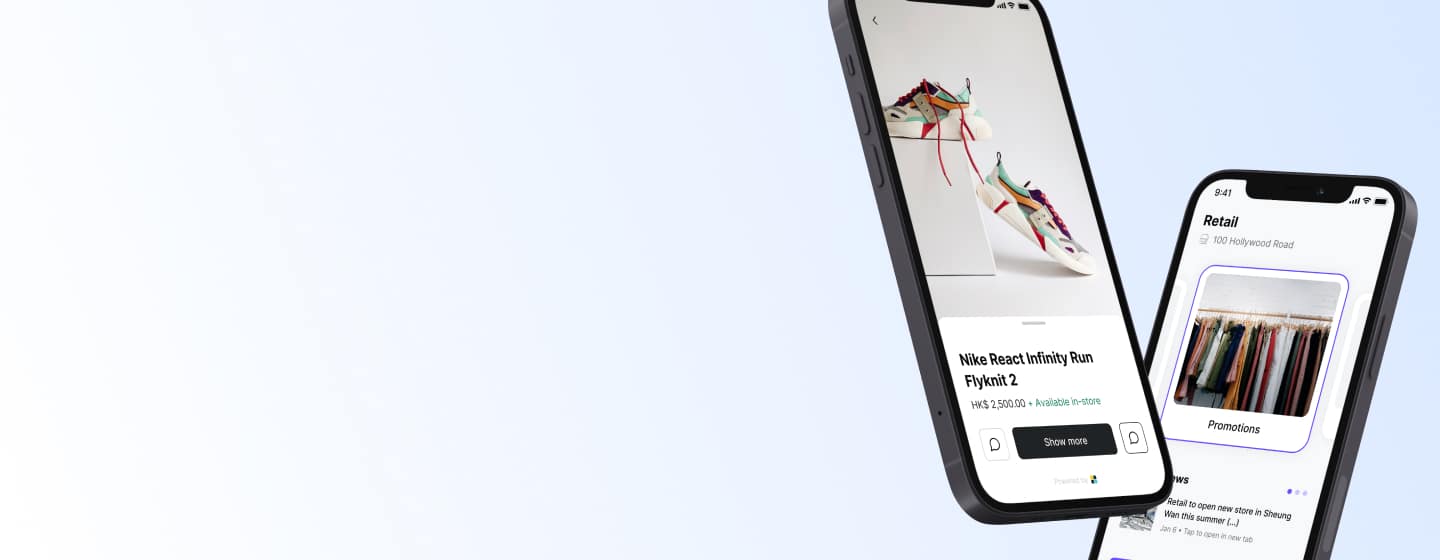 Nike React Infinity Run
Flyknit 2
HK$ 2,500.00 + Available in-store
Show more
Powered by
9:41
Retail
100 Hollywood Road
Promotions
ews
Retail to open new store in Sheung
Wan this summer (...)
Jan 6 • Tap to open in new tab